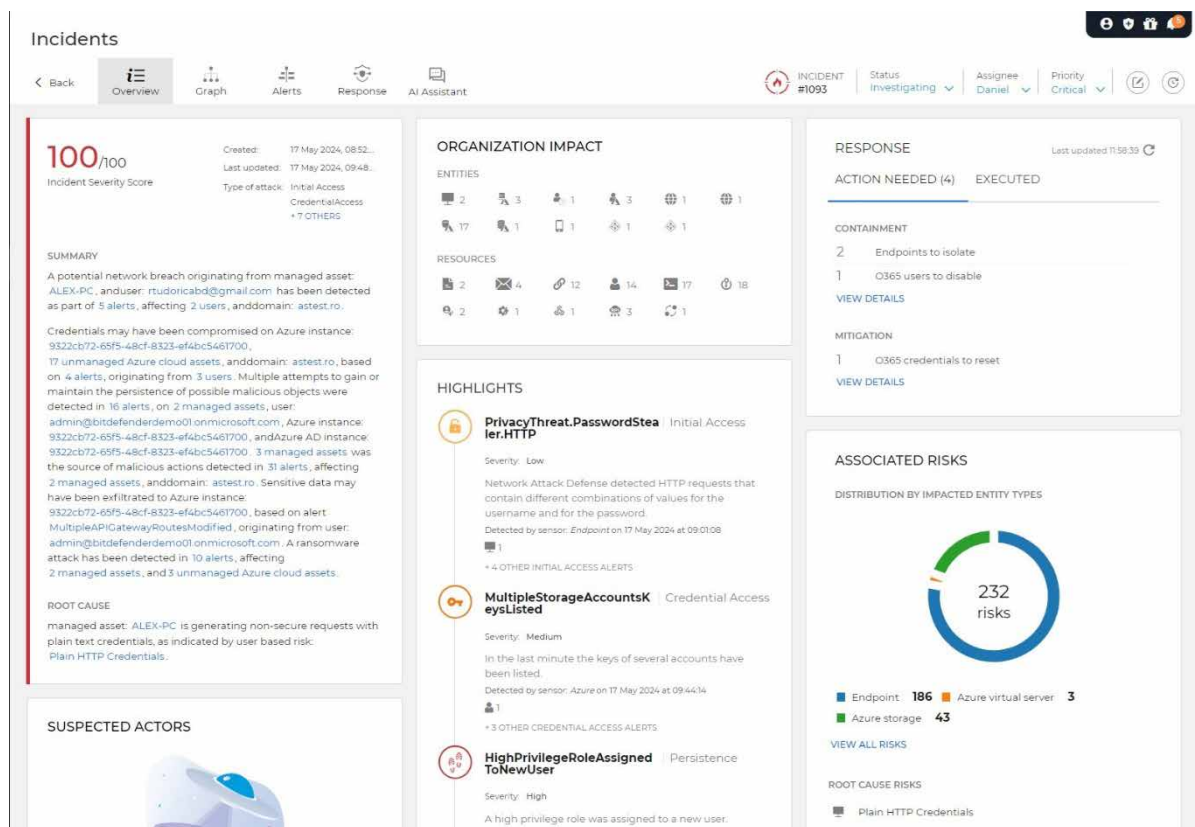 Incidents
5
Back
Overview
Graph
Alerts
Response
AI Assistant
INCIDENT
#1093
Status
Investigating
Assignee
Daniel
Priority
Critical
100/100
Incident Severity Score
Created: 17 May 2024, 08:52...
Last updated: 17 May 2024, 09:48...
Type of attack: Initial Access
CredentialAccess
+ 7 OTHERS
SUMMARY
A potential network breach originating from managed asset:
ALEX-PC, anduser: rtudoricabd@gmail.com has been detected
as part of 5 alerts, affecting 2 users, anddomain: astest.ro.
Credentials may have been compromised on Azure instance:
9322cb72-65f5-48cf-8323-ef4bc5461700,
17 unmanaged Azure cloud assets, anddomain: astest.ro, based
on 4 alerts, originating from 3 users. Multiple attempts to gain or
maintain the persistence of possible malicious objects were
detected in 16 alerts, on 2 managed assets, user:
admin@bitdefenderdemo01.onmicrosoft.com, Azure instance:
9322cb72-65f5-48cf-8323-ef4bc5461700, andAzure AD instance:
9322cb72-65f5-48cf-8323-ef4bc5461700. 3 managed assets was
the source of malicious actions detected in 31 alerts, affecting
2 managed assets, anddomain: astest.ro. Sensitive data may
have been exfiltrated to Azure instance:
9322cb72-65f5-48cf-8323-ef4bc5461700, based on alert
MultipleAPIGatewayRoutesModified, originating from user:
admin@bitdefenderdemo01.onmicrosoft.com. A ransomware
attack has been detected in 10 alerts, affecting
2 managed assets, and 3 unmanaged Azure cloud assets.
ROOT CAUSE
managed asset: ALEX-PC is generating non-secure requests with
plain text credentials, as indicated by user based risk:
Plain HTTP Credentials.
SUSPECTED ACTORS
ORGANIZATION IMPACT
ENTITIES
2 3 1 3 1 1
17 1 1 1 1
RESOURCES
2 4 12 14 17 18
2 1 1 3 1
HIGHLIGHTS
PrivacyThreat.PasswordStea Initial Access
ler.HTTP
Severity: Low
Network Attack Defense detected HTTP requests that
contain different combinations of values for the
username and for the password.
Detected by sensor: Endpoint on 17 May 2024 at 09:01:08
1
+ 4 OTHER INITIAL ACCESS ALERTS
MultipleStorageAccountsK Credential Access
eysListed
Severity: Medium
In the last minute the keys of several accounts have
been listed.
Detected by sensor: Azure on 17 May 2024 at 09:44:14
1
+ 3 OTHER CREDENTIAL ACCESS ALERTS
HighPrivilegeRoleAssigned Persistence
ToNewUser
Severity: High
A high privilege role was assigned to a new user.
RESPONSE
Last updated 11:58:39
ACTION NEEDED (4) EXECUTED
CONTAINMENT
2 Endpoints to isolate
1 O365 users to disable
VIEW DETAILS
MITIGATION
1 O365 credentials to reset
VIEW DETAILS
ASSOCIATED RISKS
DISTRIBUTION BY IMPACTED ENTITY TYPES
232
risks
Endpoint 186 Azure virtual server 3
Azure storage 43
VIEW ALL RISKS
ROOT CAUSE RISKS
Plain HTTP Credentials